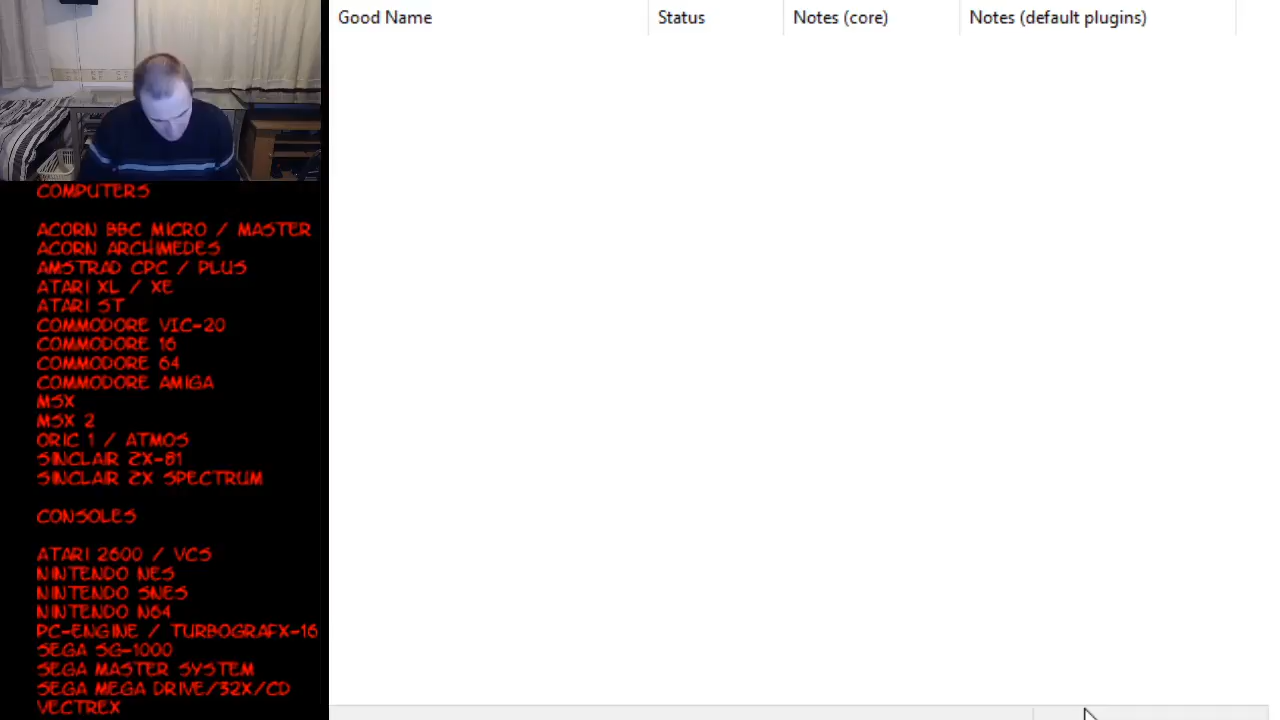 Good Name Status Notes (core) Notes (default plugins)
COMPUTERS
ACORN BBC MICRO / MASTER
ACORN ARCHIMEDES
AMSTRAD CPC / PLUS
ATARI XL / XE
ATARI ST
COMMODORE VIC-20
COMMODORE 16
COMMODORE 64
COMMODORE AMIGA
MSX
MSX 2
ORIC 1 / ATMOS
SINCLAIR ZX-81
SINCLAIR ZX SPECTRUM
CONSOLES
ATARI 2600 / VCS
NINTENDO NES
NINTENDO SNES
NINTENDO N64
PC-ENGINE / TURBOGRAFX-16
SEGA SG-1000
SEGA MASTER SYSTEM
SEGA MEGA DRIVE/32X/CD
VECTREX